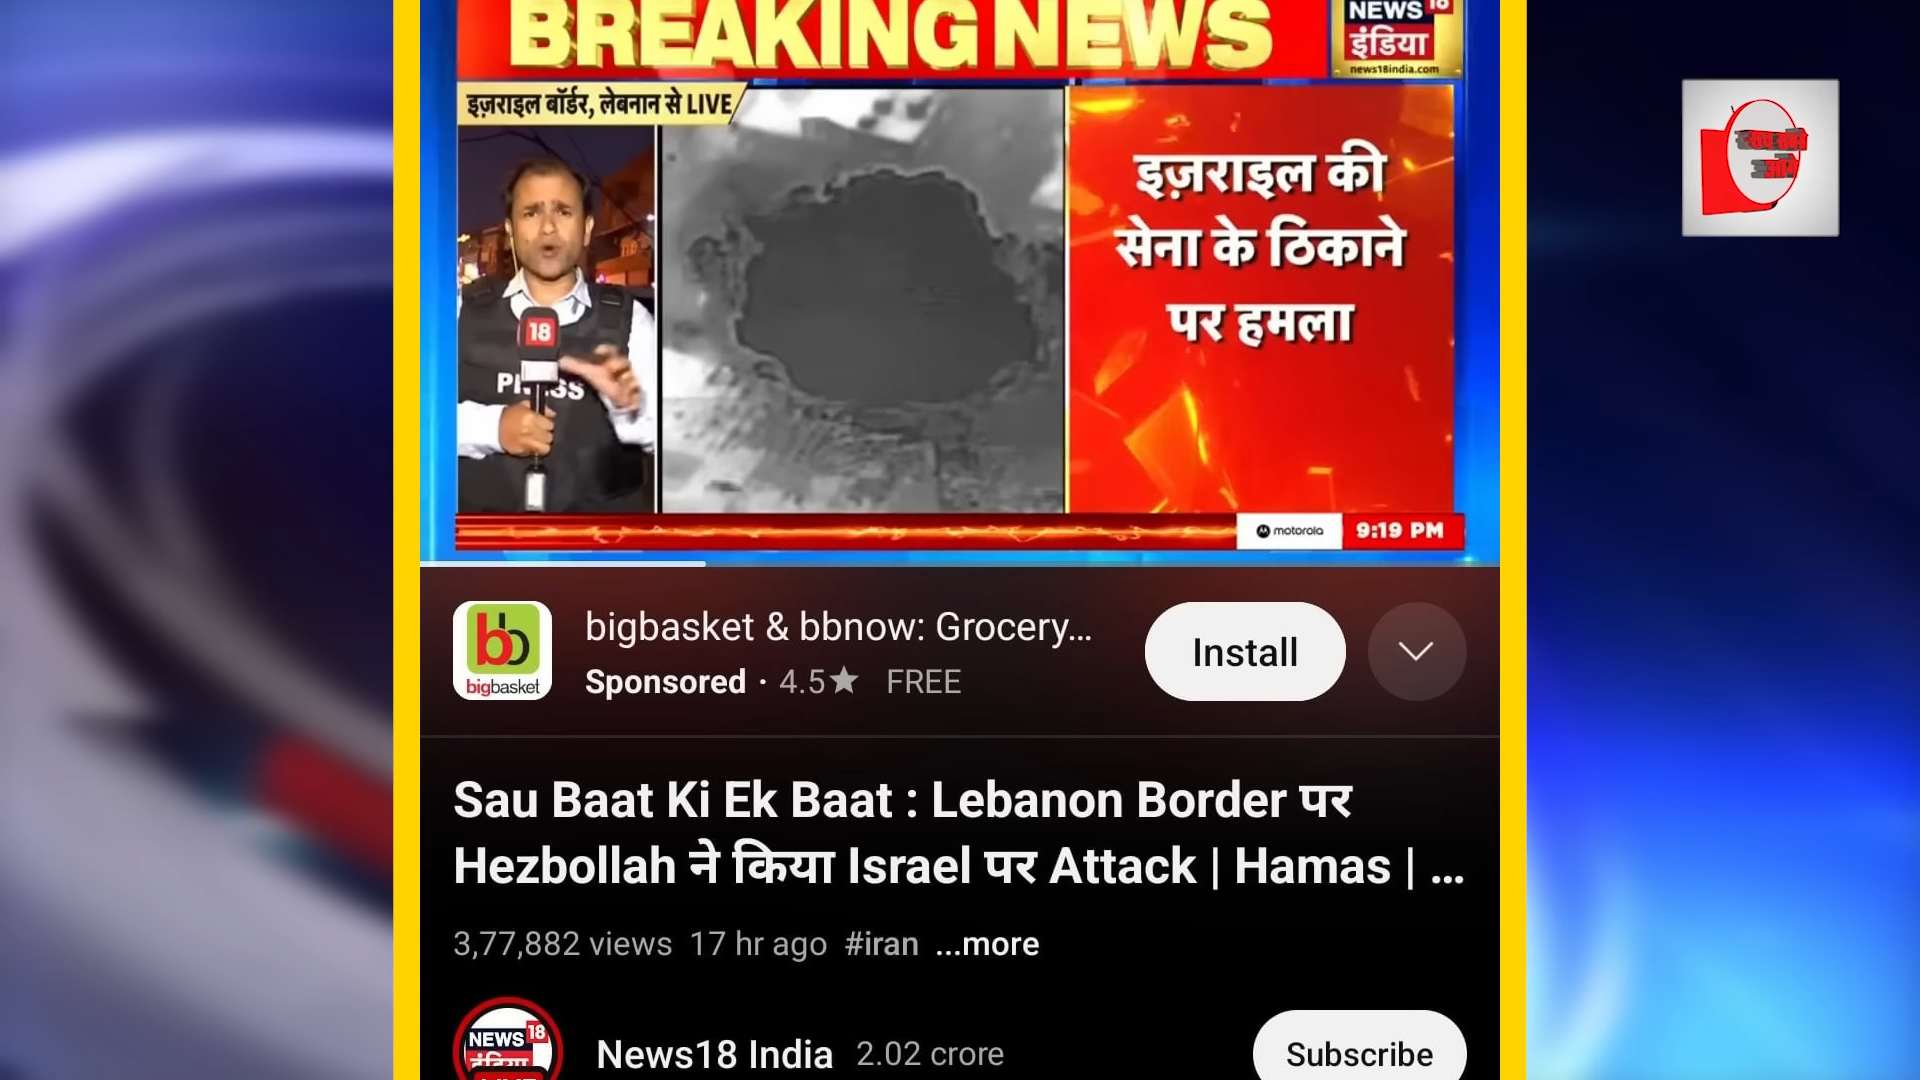 BREAKING NEWS
NEWS 18
इंडिया
news18india.com
इज़राइल बॉर्डर, लेबनान से LIVE
इज़राइल की
सेना के ठिकाने
पर हमला
18
motorola
9:19 PM
bigbasket & bbnow: Grocery...
Install
bigbasket
Sponsored · 4.5★ FREE
Sau Baat Ki Ek Baat : Lebanon Border पर
Hezbollah ने किया Israel पर Attack | Hamas | ...
3,77,882 views 17 hr ago #iran ...more
NEWS 18
इंडिया
News18 India 2.02 crore
Subscribe